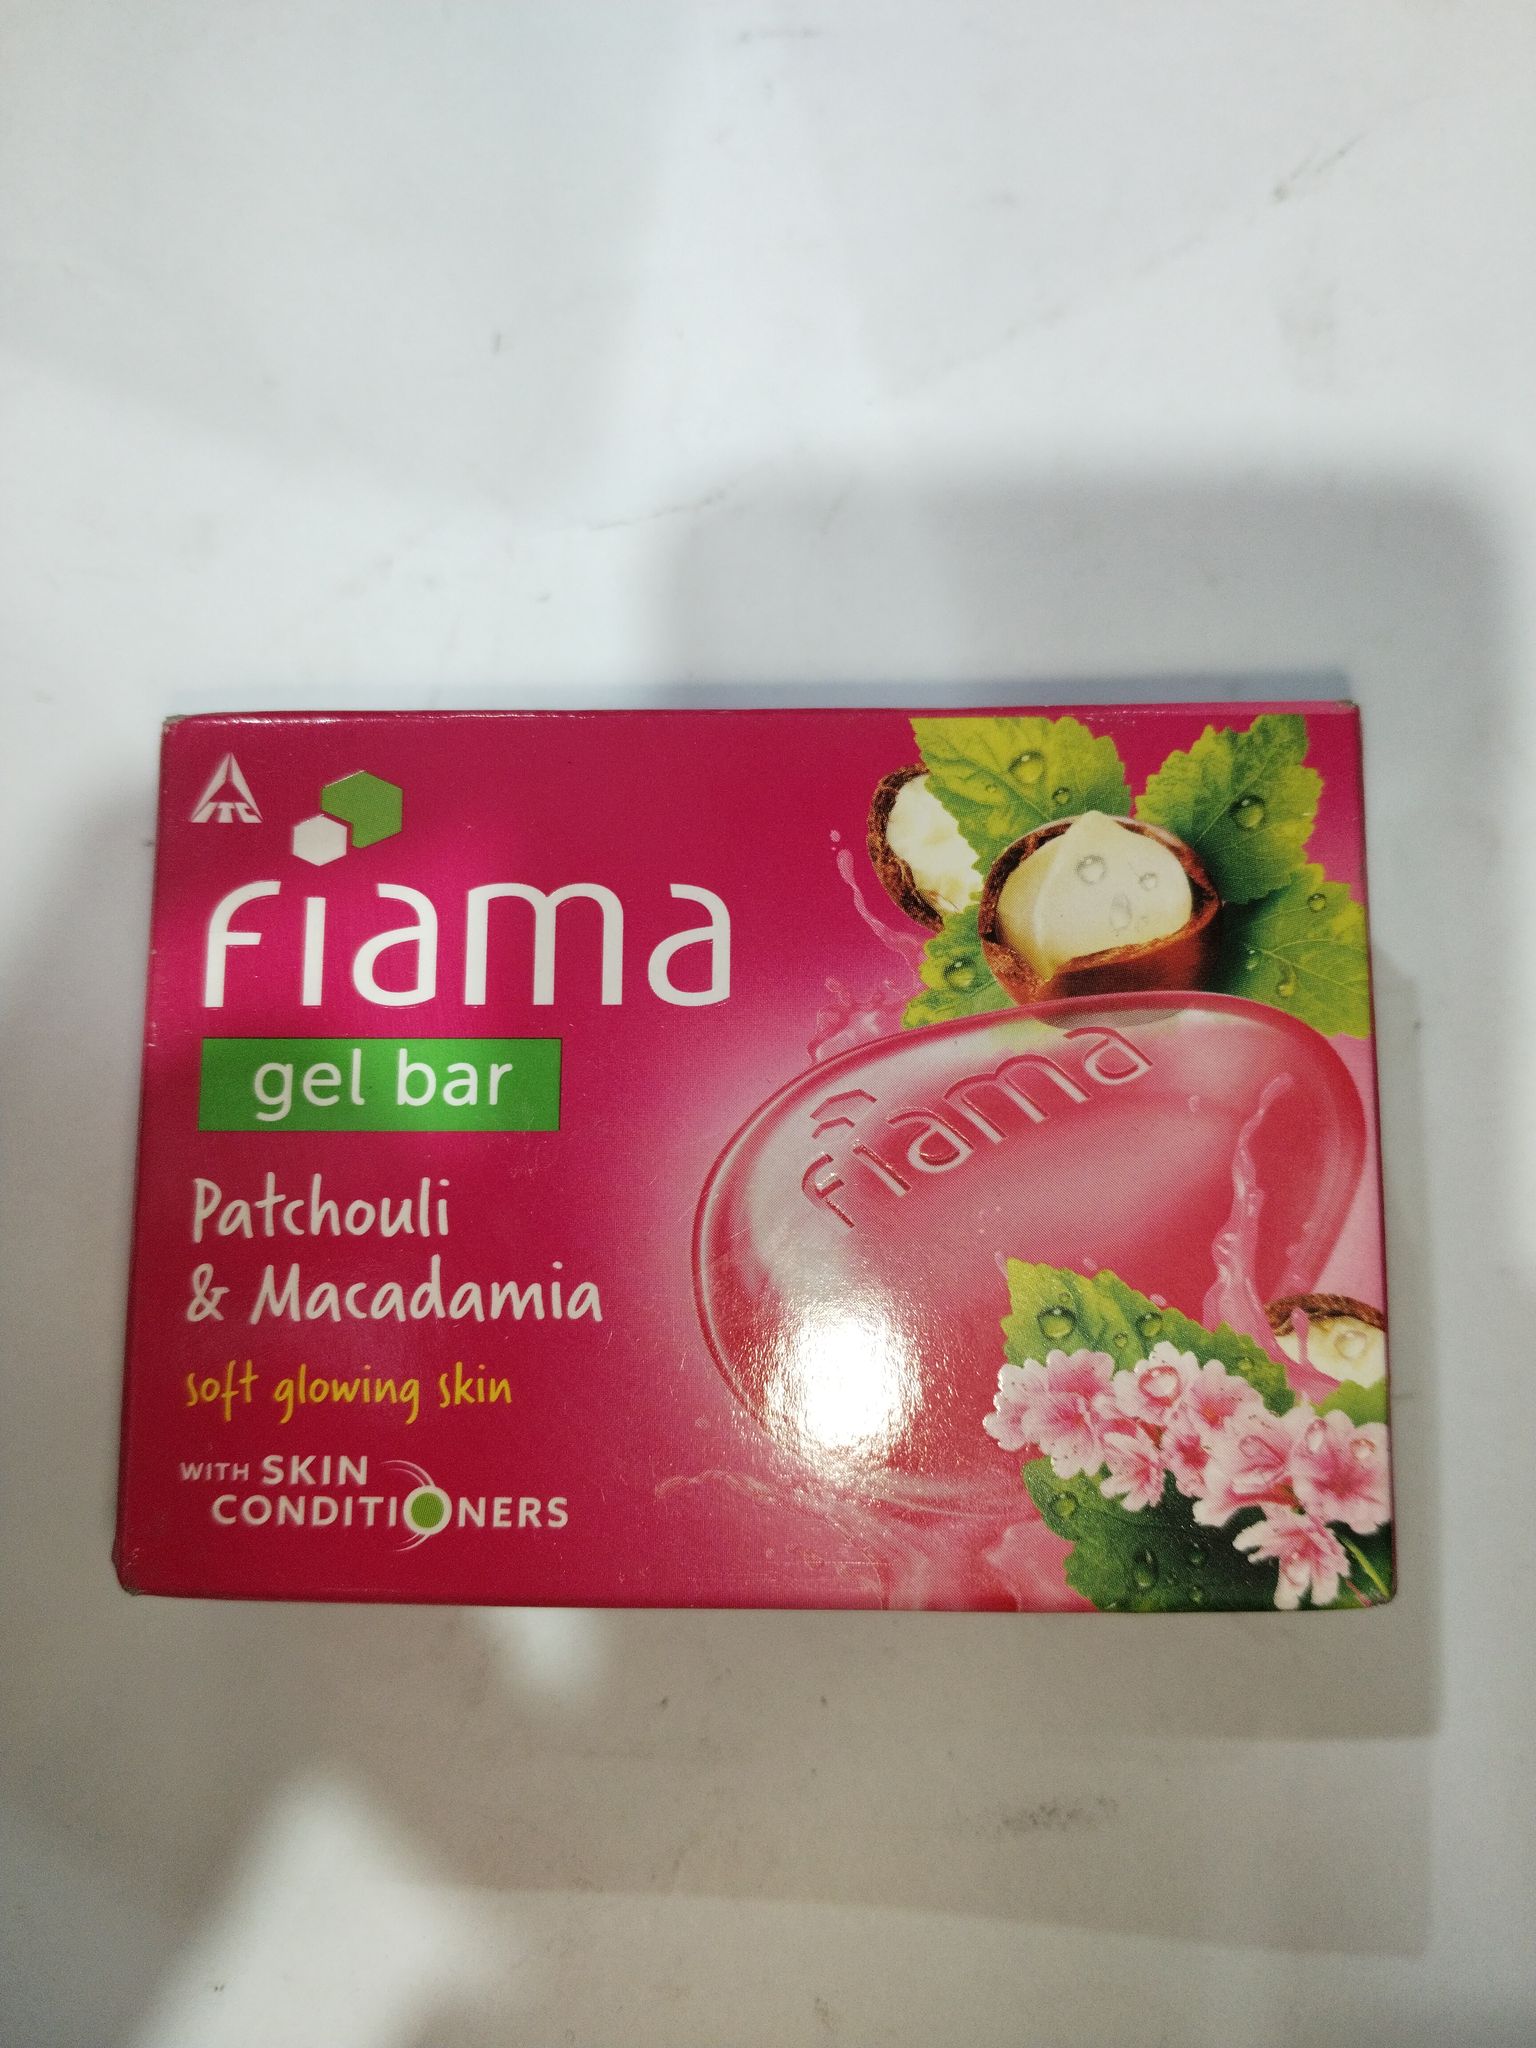 ITC
fiama
gel bar
Patchouli
& Macadamia
soft glowing skin
WITH SKIN
CONDITIONERS
fiama